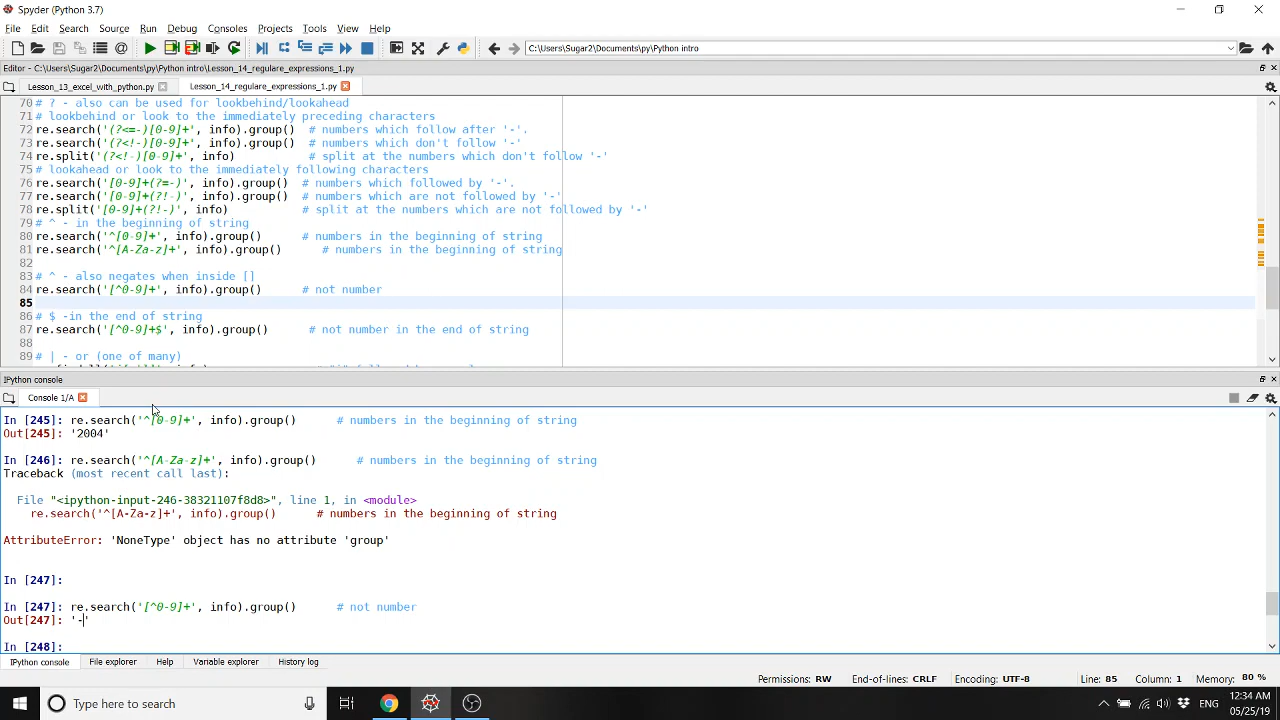 Spyder (Python 3.7)
File Edit Search Source Run Debug Consoles Projects Tools View Help
C:\Users\Sugar2\Documents\py\Python intro
Editor - C:\Users\Sugar2\Documents\py\Python intro\Lesson_14_regulare_expressions_1.py
Lesson_13_excel_with_python.py Lesson_14_regulare_expressions_1.py
70 # ? - also can be used for lookbehind/lookahead
71 # lookbehind or look to the immediately preceding characters
72 re.search('(?<=-)[0-9]+', info).group() # numbers which follow after '-'.
73 re.search('(?<!-)[0-9]+', info).group() # numbers which don't follow '-'
74 re.split('(?<!-)[0-9]+', info) # split at the numbers which don't follow '-'
75 # lookahead or look to the immediately following characters
76 re.search('[0-9]+(?=-)', info).group() # numbers which followed by '-'.
77 re.search('[0-9]+(?!-)', info).group() # numbers which are not followed by '-'
78 re.split('[0-9]+(?!-)', info) # split at the numbers which are not followed by '-'
79 # ^ - in the beginning of string
80 re.search('^[0-9]+', info).group() # numbers in the beginning of string
81 re.search('^[A-Za-z]+', info).group() # numbers in the beginning of string
82
83 # ^ - also negates when inside []
84 re.search('[^0-9]+', info).group() # not number
85
86 # $ -in the end of string
87 re.search('[^0-9]+$', info).group() # not number in the end of string
88
89 # | - or (one of many)
IPython console
Console 1/A
In [245]: re.search('^[0-9]+', info).group() # numbers in the beginning of string
Out[245]: '2004'
In [246]: re.search('^[A-Za-z]+', info).group() # numbers in the beginning of string
Traceback (most recent call last):
File "<ipython-input-246-38321107f8d8>", line 1, in <module>
re.search('^[A-Za-z]+', info).group() # numbers in the beginning of string
AttributeError: 'NoneType' object has no attribute 'group'
In [247]:
In [247]: re.search('[^0-9]+', info).group() # not number
Out[247]: '-'
In [248]:
IPython console File explorer Help Variable explorer History log
Permissions: RW End-of-lines: CRLF Encoding: UTF-8 Line: 85 Column: 1 Memory: 80 %
Type here to search
ENG
12:34 AM
05/25/19